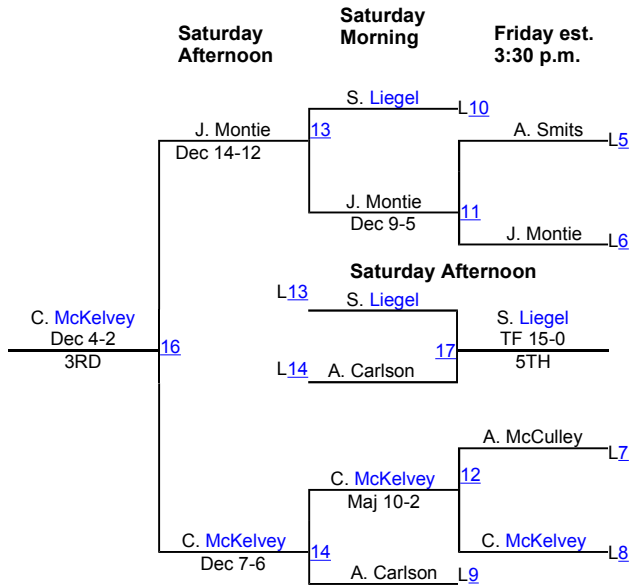 Saturday
Afternoon
Saturday
Morning
Friday est.
3:30 p.m.
S. Liegel
L10
J. Montie
13
A. Smits
L5
Dec 14-12
J. Montie
11
Dec 9-5
J. Montie
L6
Saturday Afternoon
L13
S. Liegel
C. McKelvey
S. Liegel
Dec 4-2
16
17
TF 15-0
3RD
5TH
L14
A. Carlson
A. McCulley
L7
C. McKelvey
12
Maj 10-2
C. McKelvey
14
C. McKelvey
L8
Dec 7-6
A. Carlson
L9